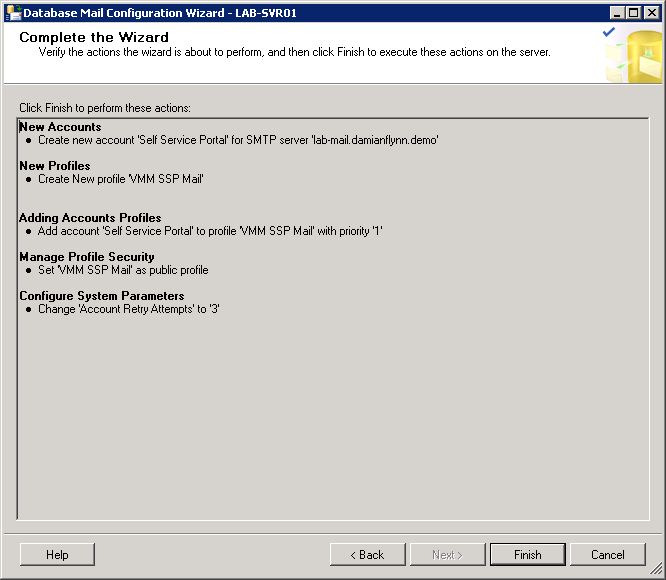 Database Mail Configuration Wizard - LAB-SVR01
Complete the Wizard
Verify the actions the wizard is about to perform, and then click Finish to execute these actions on the server.
Click Finish to perform these actions:
New Accounts
● Create new account 'Self Service Portal' for SMTP server 'lab-mail.damianflynn.demo'
New Profiles
● Create New profile 'VMM SSP Mail'
Adding Accounts Profiles
● Add account 'Self Service Portal' to profile 'VMM SSP Mail' with priority '1'
Manage Profile Security
● Set 'VMM SSP Mail' as public profile
Configure System Parameters
● Change 'Account Retry Attempts' to '3'
Help < Back Next > Finish Cancel